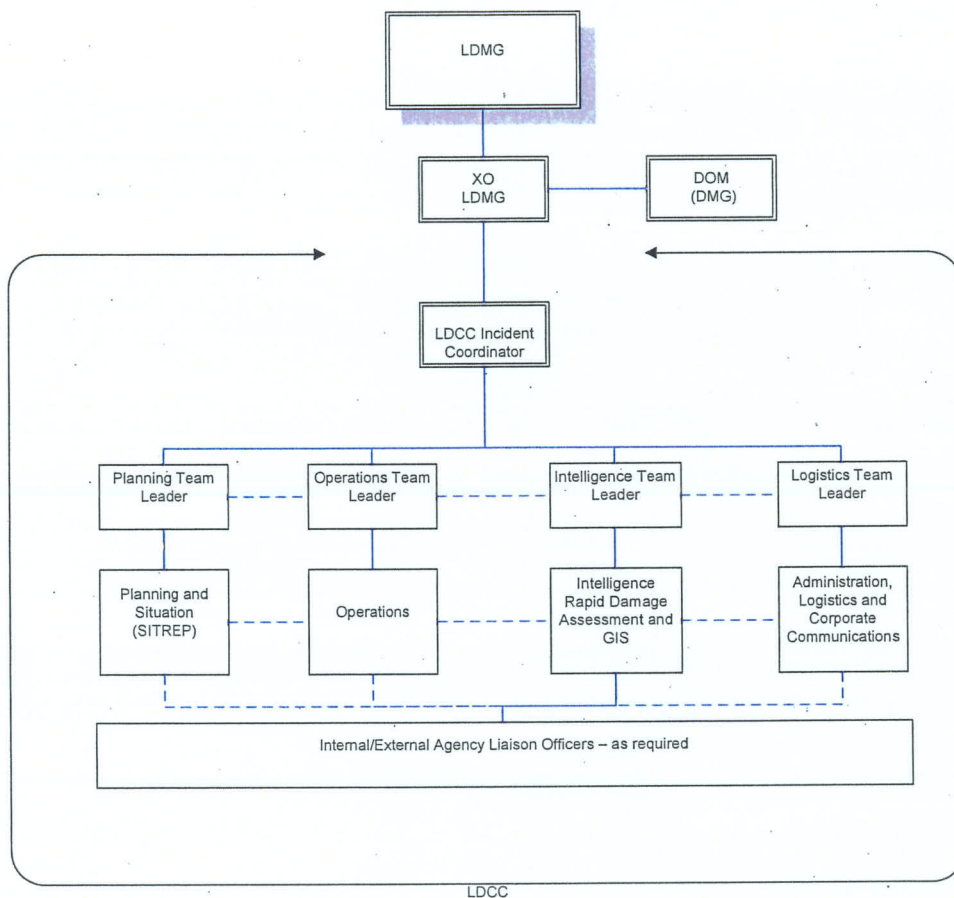 LDMG
XO
LDMG
DOM
(DMG)
LDCC Incident
Coordinator
Planning Team
Leader
Operations Team
Leader
Intelligence Team
Leader
Logistics Team
Leader
Planning and
Situation
(SITREP)
Operations
Intelligence
Rapid Damage
Assessment and
GIS
Administration,
Logistics and
Corporate
Communications
Internal/External Agency Liaison Officers – as required
LDCC